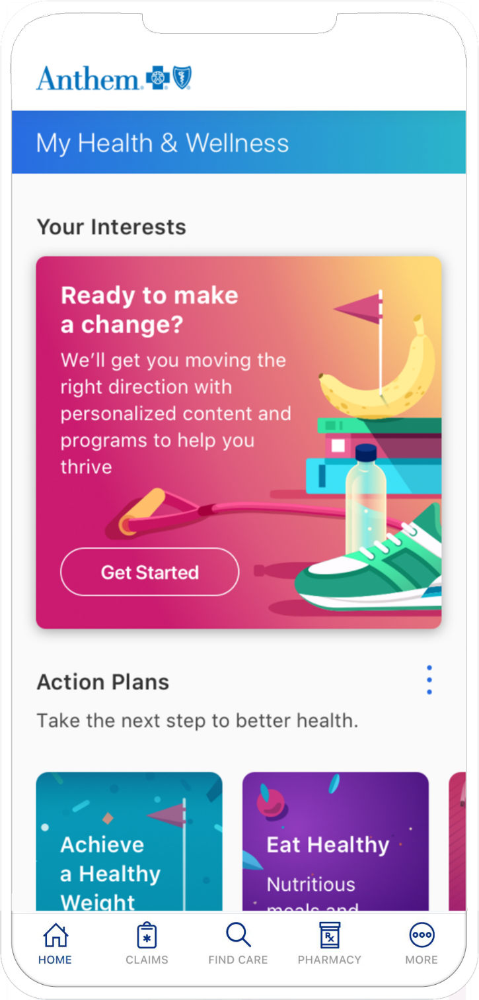 Anthem
My Health & Wellness
Your Interests
Ready to make
a change?
We’ll get you moving the
right direction with
personalized content and
programs to help you
thrive
Get Started
Action Plans
Take the next step to better health.
Achieve
a Healthy
Weight
Eat Healthy
Nutritious
meals and
HOME
CLAIMS
FIND CARE
PHARMACY
MORE